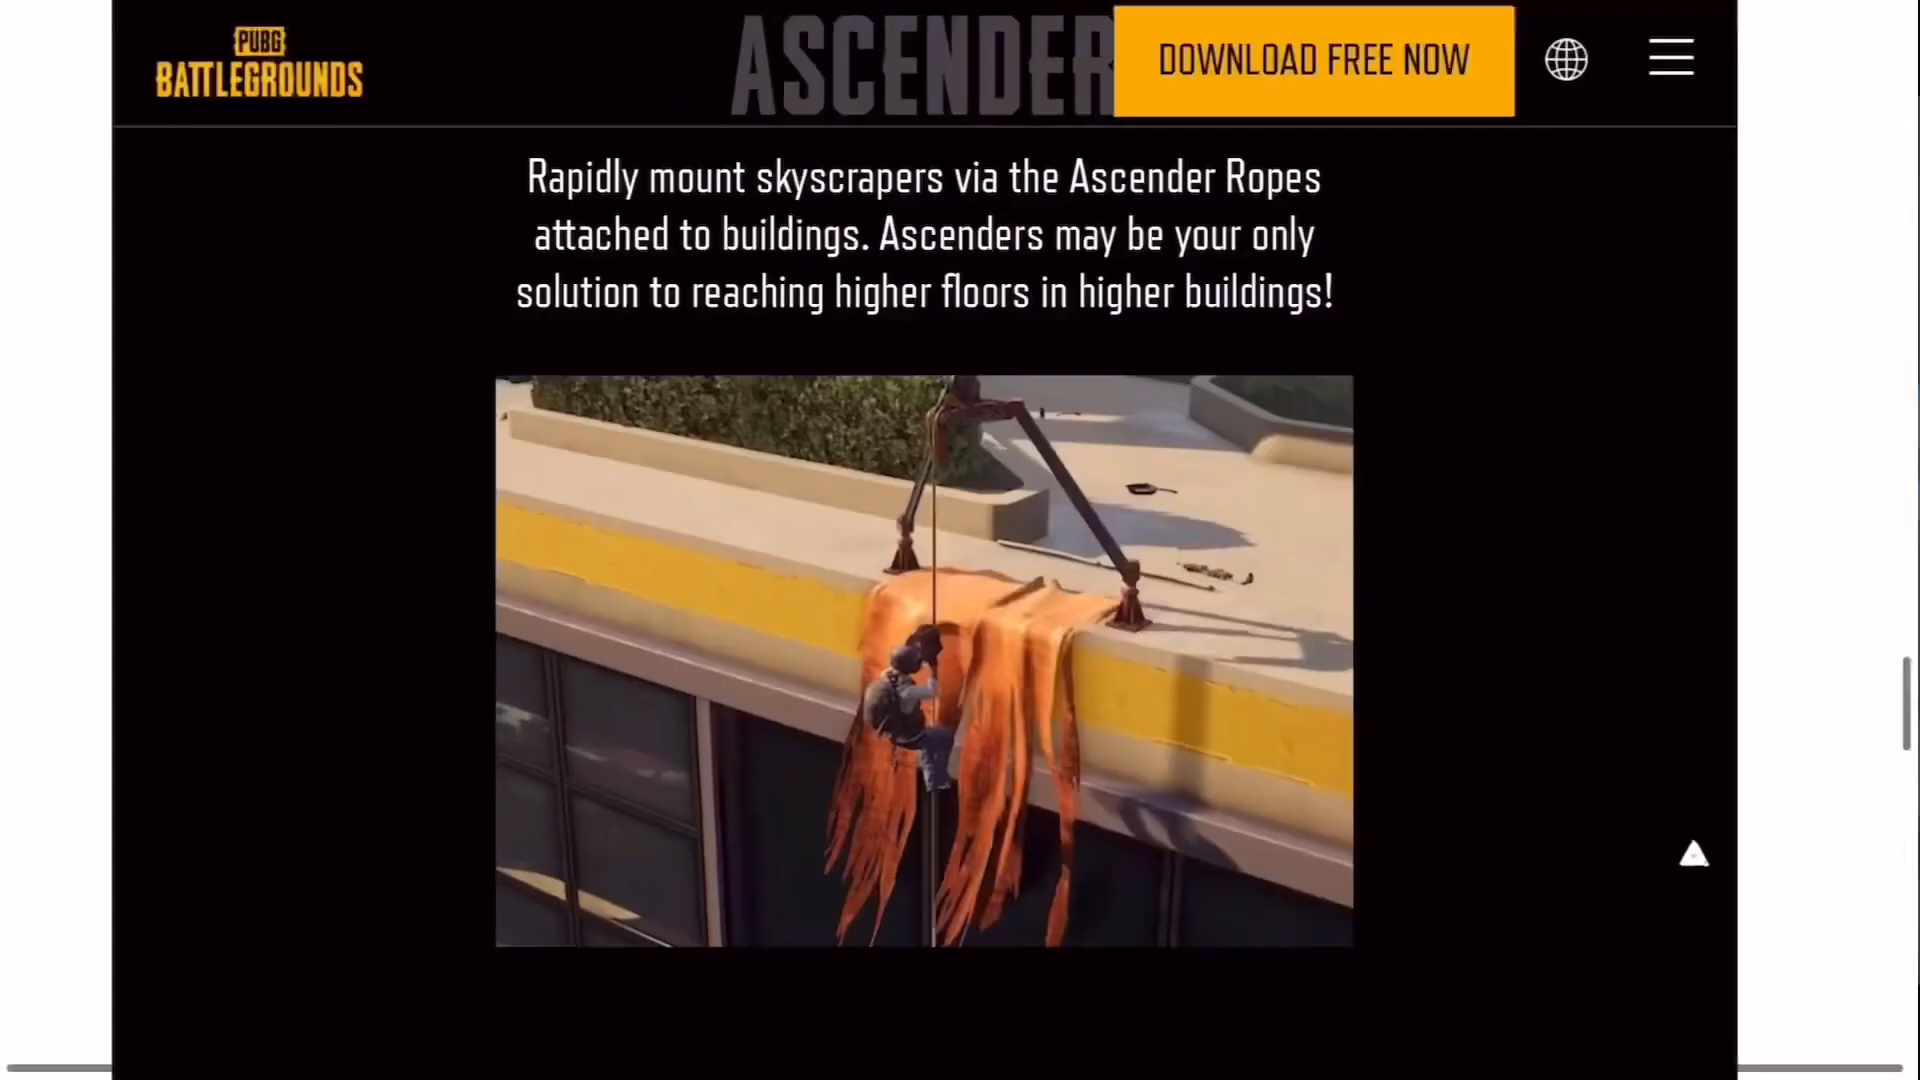 PUBG
BATTLEGROUNDS
ASCENDER
DOWNLOAD FREE NOW
Rapidly mount skyscrapers via the Ascender Ropes
attached to buildings. Ascenders may be your only
solution to reaching higher floors in higher buildings!